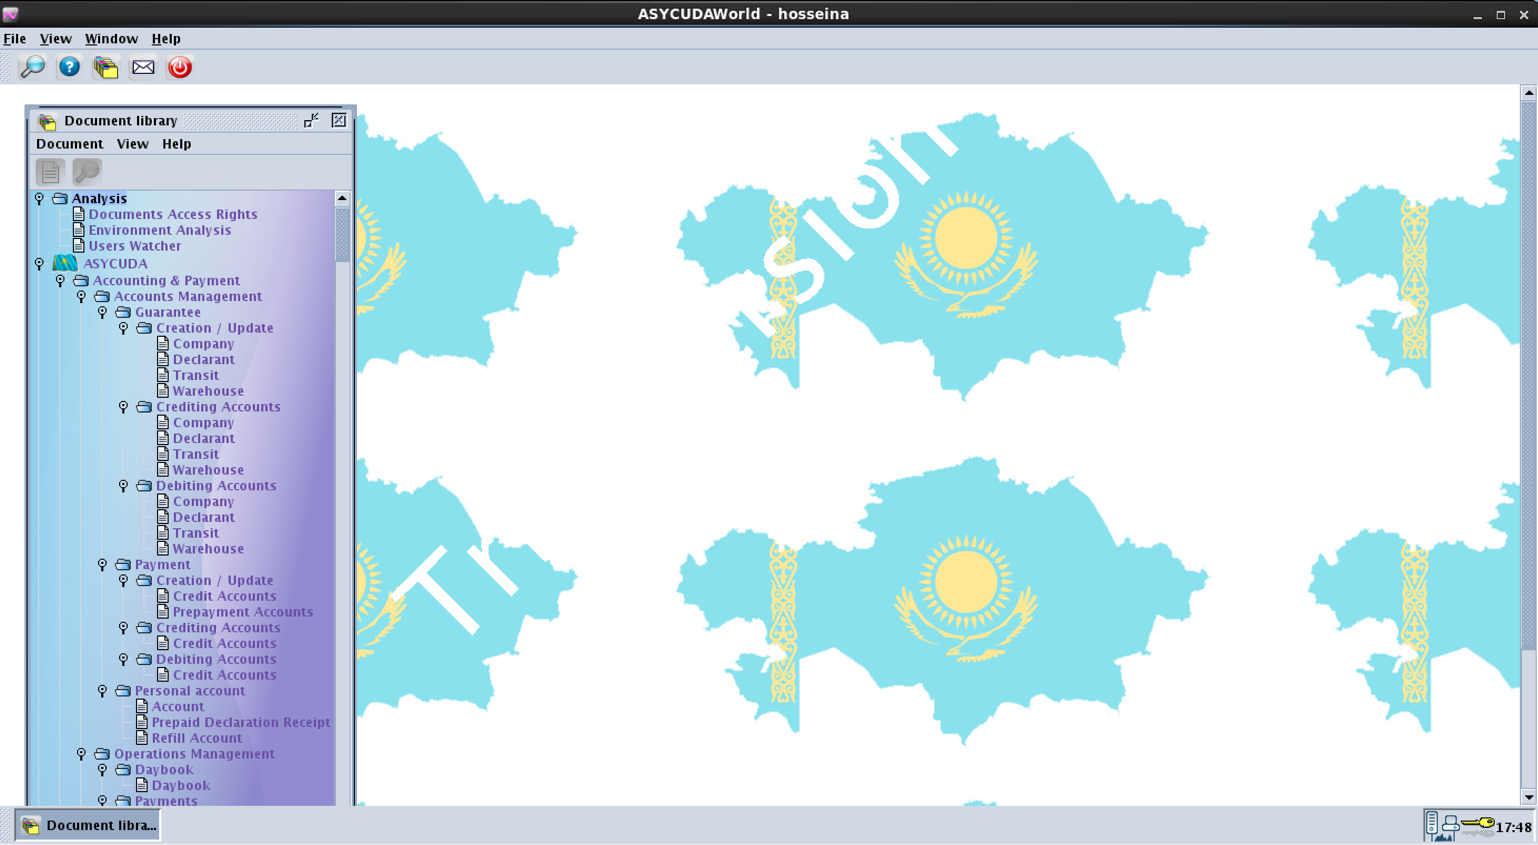 ASYCUDAWorld - hosseina
File View Window Help
Document library
Document View Help
Analysis
Documents Access Rights
Environment Analysis
Users Watcher
ASYCUDA
Accounting & Payment
Accounts Management
Guarantee
Creation / Update
Company
Declarant
Transit
Warehouse
Crediting Accounts
Company
Declarant
Transit
Warehouse
Debiting Accounts
Company
Declarant
Transit
Warehouse
Payment
Creation / Update
Credit Accounts
Prepayment Accounts
Crediting Accounts
Credit Accounts
Debiting Accounts
Credit Accounts
Personal account
Account
Prepaid Declaration Receipt
Refill Account
Operations Management
Daybook
Daybook
Payments
Document libra...
17:48